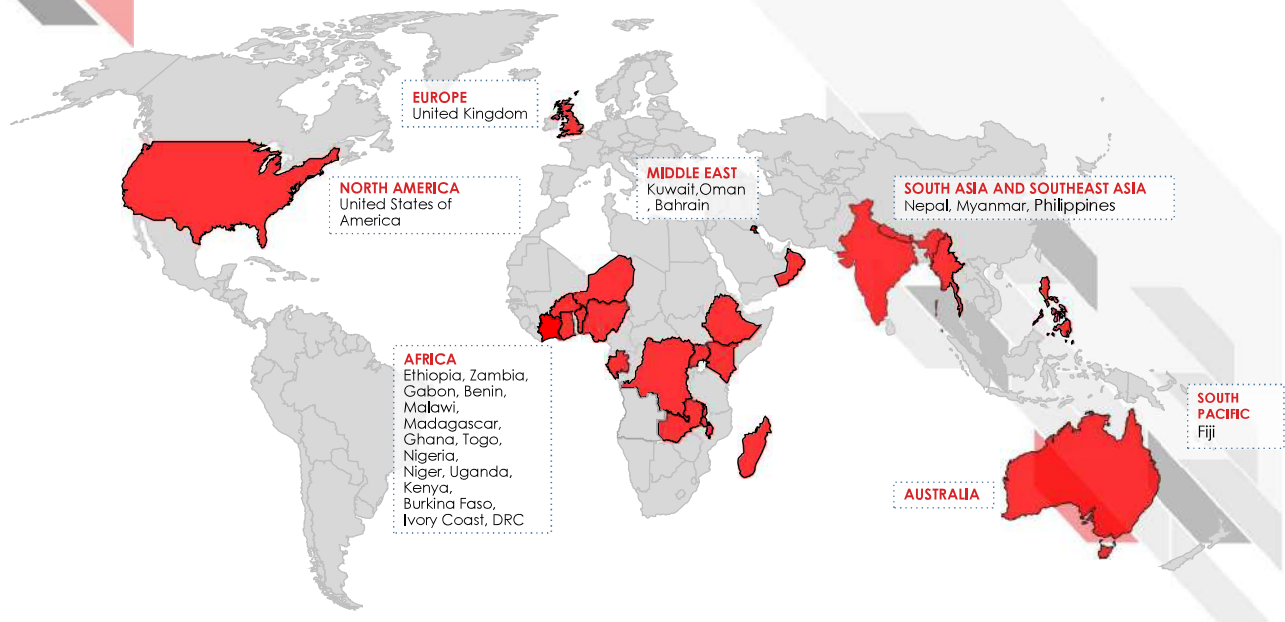 EUROPE
United Kingdom
NORTH AMERICA
United States of
America
MIDDLE EAST
Kuwait,Oman
, Bahrain
SOUTH ASIA AND SOUTHEAST ASIA
Nepal, Myanmar, Philippines
AFRICA
Ethiopia, Zambia,
Gabon, Benin,
Malawi,
Madagascar,
Ghana, Togo,
Nigeria,
Niger, Uganda,
Kenya,
Burkina Faso,
Ivory Coast, DRC
SOUTH
PACIFIC
Fiji
AUSTRALIA